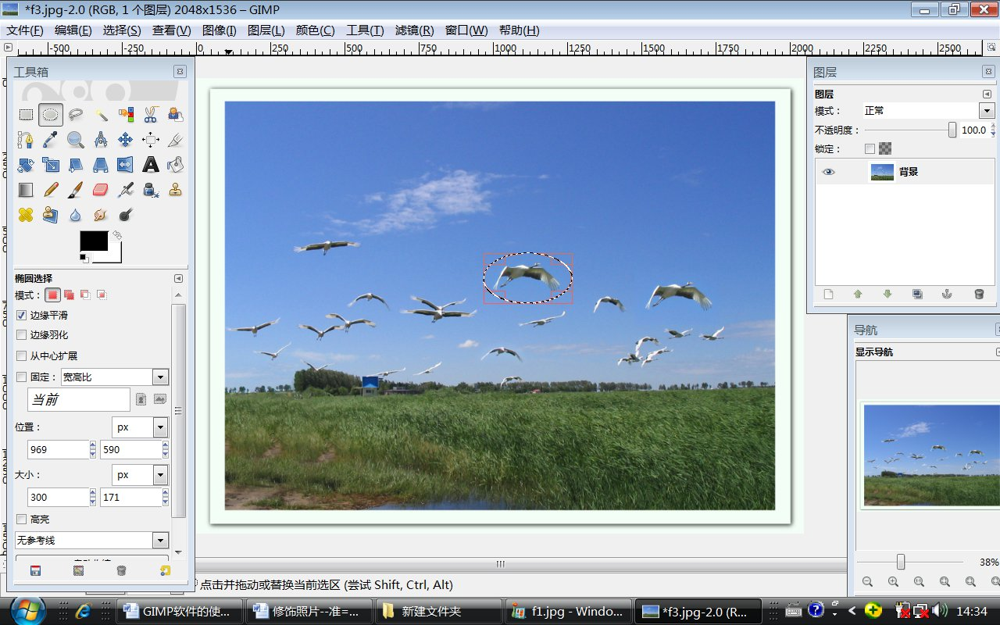 *f3.jpg-2.0 (RGB, 1 个图层) 2048x1536 – GIMP
文件(F) 编辑(E) 选择(S) 查看(V) 图像(I) 图层(L) 颜色(C) 工具(T) 滤镜(R) 窗口(W) 帮助(H)
-500 -250 0 250 500 750 1000 1250 1500 1750 2000 2250 2500
工具箱
椭圆选择
模式：
边缘平滑
边缘羽化
从中心扩展
固定： 宽高比
当前
位置： px
969 590
大小： px
300 171
高亮
无参考线
点击并拖动或替换当前选区 (尝试 Shift, Ctrl, Alt)
图层
图层
模式： 正常
不透明度： 100.0
锁定：
背景
导航
显示导航
38%
GIMP软件的使... 修饰照片--准=... 新建文件夹 f1.jpg - Windo... *f3.jpg-2.0 (R... 14:34